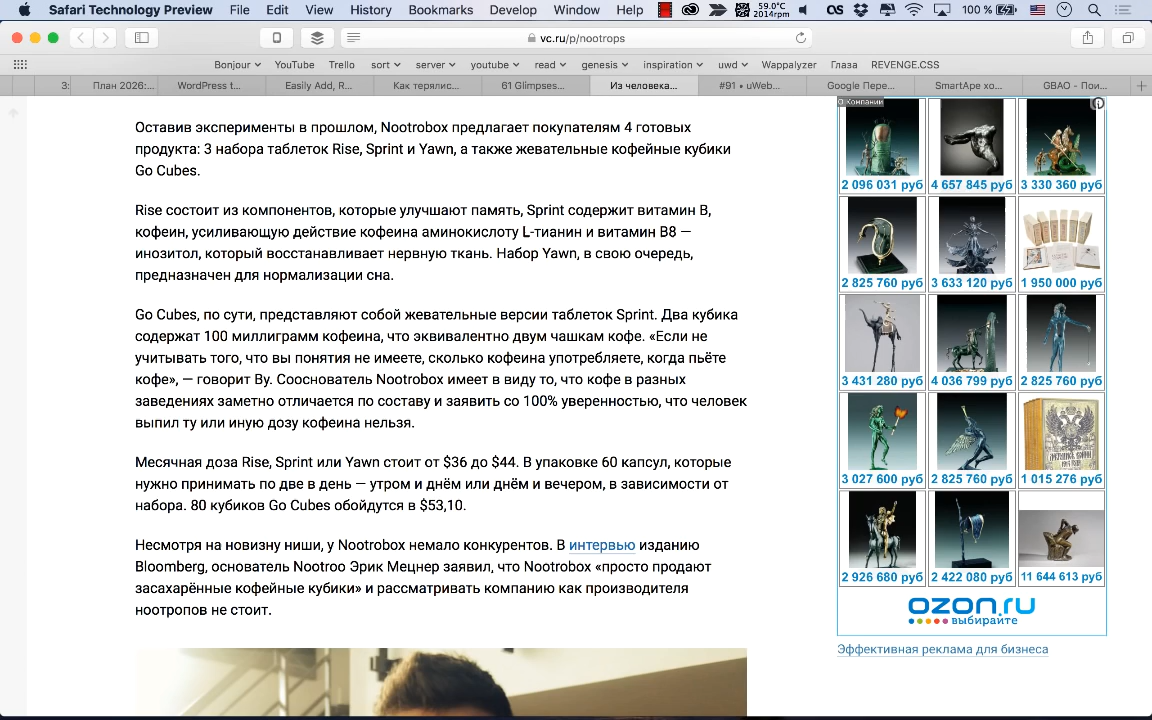 Safari Technology Preview File Edit View History Bookmarks Develop Window Help 59.0°C 2014rpm 100 %
vc.ru/p/nootrops
Bonjour YouTube Trello sort server youtube read genesis inspiration uwd Wappalyzer Глаза REVENGE.CSS
3: План 2026:... WordPress t... Easily Add, R... Как терялис... 61 Glimpses... Из человека... #91 • uWeb... Google Пере... SmartApe хо... GBAO - Пои...
Оставив эксперименты в прошлом, Nootrobox предлагает покупателям 4 готовых
продукта: 3 набора таблеток Rise, Sprint и Yawn, а также жевательные кофейные кубики
Go Cubes.
Rise состоит из компонентов, которые улучшают память, Sprint содержит витамин B,
кофеин, усиливающую действие кофеина аминокислоту L-тианин и витамин B8 —
инозитол, который восстанавливает нервную ткань. Набор Yawn, в свою очередь,
предназначен для нормализации сна.
Go Cubes, по сути, представляют собой жевательные версии таблеток Sprint. Два кубика
содержат 100 миллиграмм кофеина, что эквивалентно двум чашкам кофе. «Если не
учитывать того, что вы понятия не имеете, сколько кофеина употребляете, когда пьёте
кофе», — говорит Ву. Сооснователь Nootrobox имеет в виду то, что кофе в разных
заведениях заметно отличается по составу и заявить со 100% уверенностью, что человек
выпил ту или иную дозу кофеина нельзя.
Месячная доза Rise, Sprint или Yawn стоит от $36 до $44. В упаковке 60 капсул, которые
нужно принимать по две в день — утром и днём или днём и вечером, в зависимости от
набора. 80 кубиков Go Cubes обойдутся в $53,10.
Несмотря на новизну ниши, у Nootrobox немало конкурентов. В интервью изданию
Bloomberg, основатель Nootroo Эрик Мецнер заявил, что Nootrobox «просто продают
засахарённые кофейные кубики» и рассматривать компанию как производителя
ноотропов не стоит.
О Компании
2 096 031 руб 4 657 845 руб 3 330 360 руб
2 825 760 руб 3 633 120 руб 1 950 000 руб
3 431 280 руб 4 036 799 руб 2 825 760 руб
3 027 600 руб 2 825 760 руб 1 015 276 руб
2 926 680 руб 2 422 080 руб 11 644 613 руб
ozon.ru
выбирайте
Эффективная реклама для бизнеса